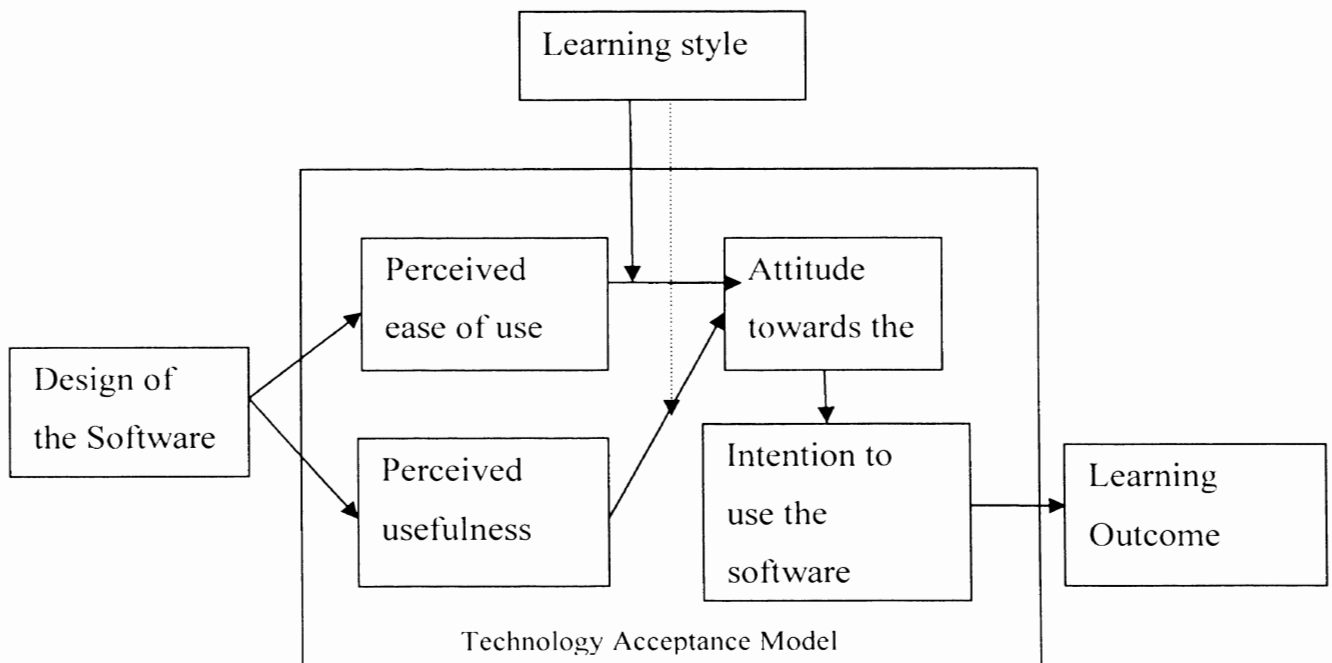 Learning style
Perceived
ease of use
Attitude
towards the
Design of
the Software
Perceived
usefulness
Intention to
use the
software
Learning
Outcome
Technology Acceptance Model